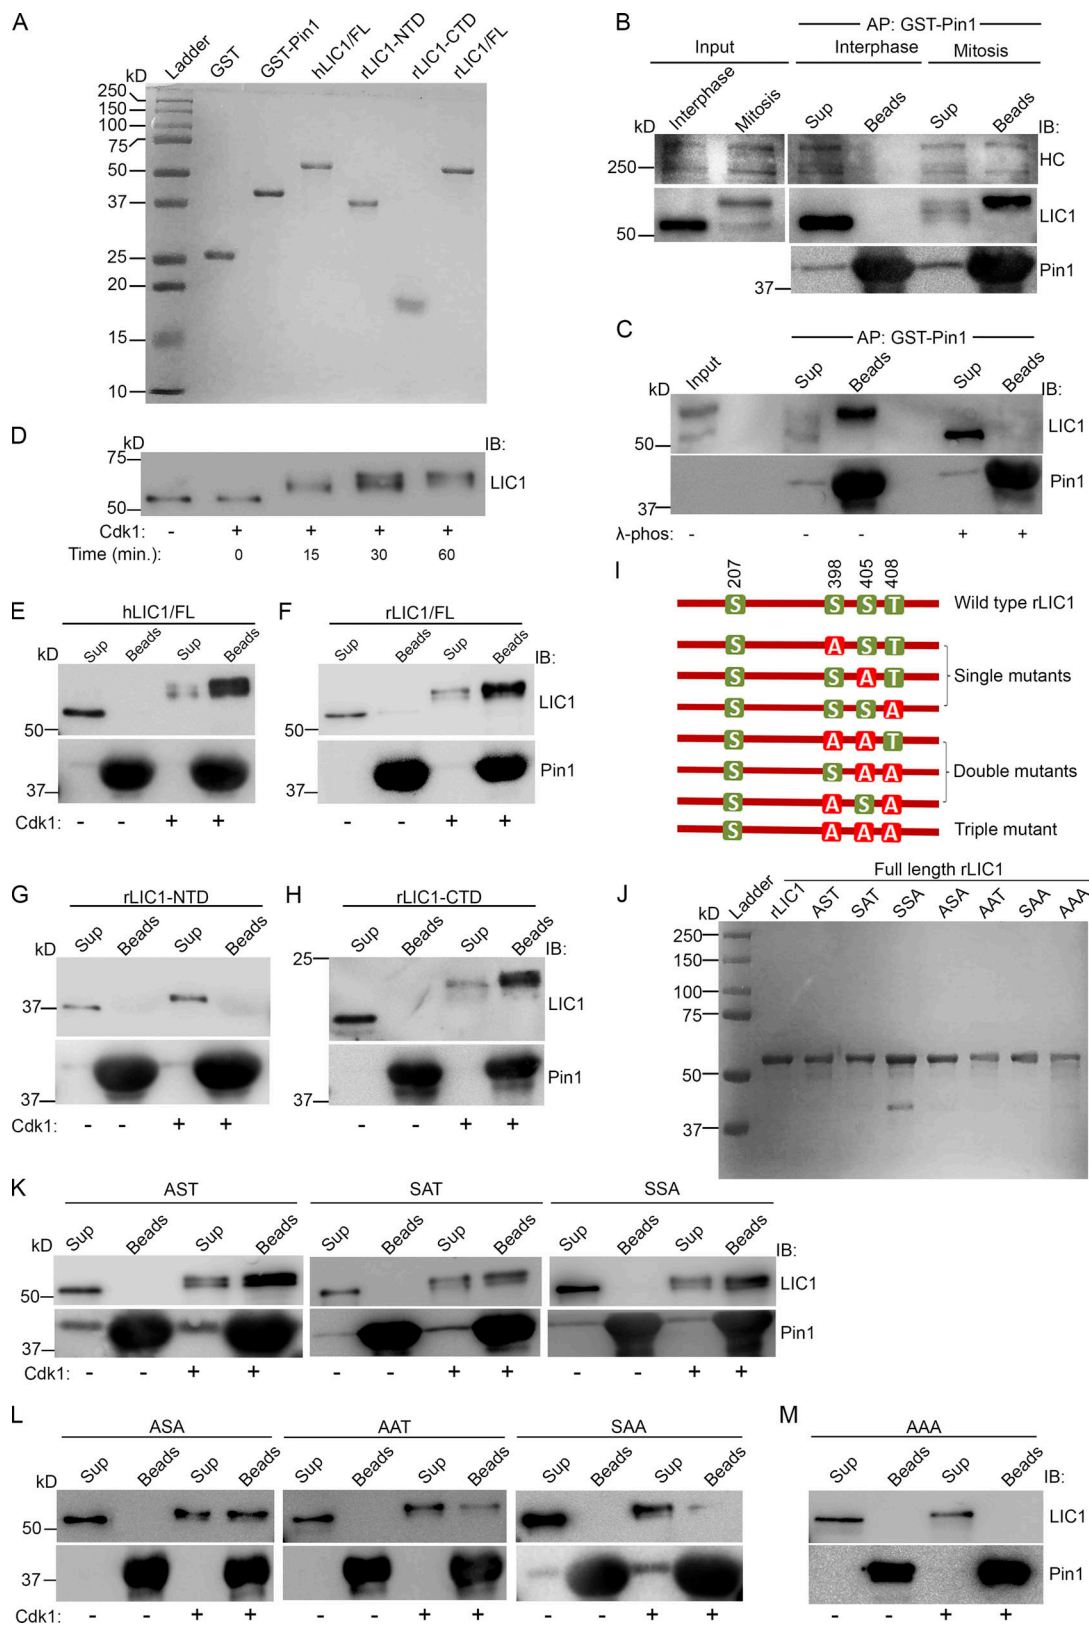 A
kD
Ladder
GST
GST-Pin1
hLIC1/FL
rLIC1-NTD
rLIC1-CTD
rLIC1/FL
250
150
100
75
50
37
25
20
15
10
B
AP: GST-Pin1
Input
Interphase
Mitosis
kD
Interphase
Mitosis
Sup
Beads
Sup
Beads
IB:
250
HC
50
LIC1
37
Pin1
C
AP: GST-Pin1
kD
Input
Sup
Beads
Sup
Beads
IB:
50
LIC1
37
Pin1
λ-phos: - - - + +
D
kD
IB:
75
50
LIC1
Cdk1: - + + + +
Time (min.): 0 15 30 60
E
hLIC1/FL
kD
Sup
Beads
Sup
Beads
50
37
Cdk1: - - + +
F
rLIC1/FL
kD
Sup
Beads
Sup
Beads
IB:
50
LIC1
37
Pin1
- - + +
G
rLIC1-NTD
kD
Sup
Beads
Sup
Beads
37
37
Cdk1: - - + +
H
rLIC1-CTD
Sup
Beads
Sup
Beads
IB:
25
LIC1
37
Pin1
- - + +
I
207 398 405 408
S S S T Wild type rLIC1
S A S T
S S A T Single mutants
S S S A
S A A T
S S A A Double mutants
S A S A
S A A A Triple mutant
J
Full length rLIC1
kD
Ladder
rLIC1
AST
SAT
SSA
ASA
AAT
SAA
AAA
250
150
100
75
50
37
K
AST SAT SSA
kD
Sup
Beads
Sup
Beads
Sup
Beads
Sup
Beads
Sup
Beads
Sup
Beads
IB:
50
LIC1
37
Pin1
Cdk1: - - + + - - + + - - + +
L
ASA AAT SAA
kD
Sup
Beads
Sup
Beads
Sup
Beads
Sup
Beads
Sup
Beads
Sup
Beads
50
37
Cdk1: - - + + - - + + - - + +
M
AAA
Sup
Beads
Sup
Beads
IB:
LIC1
Pin1
- - + +